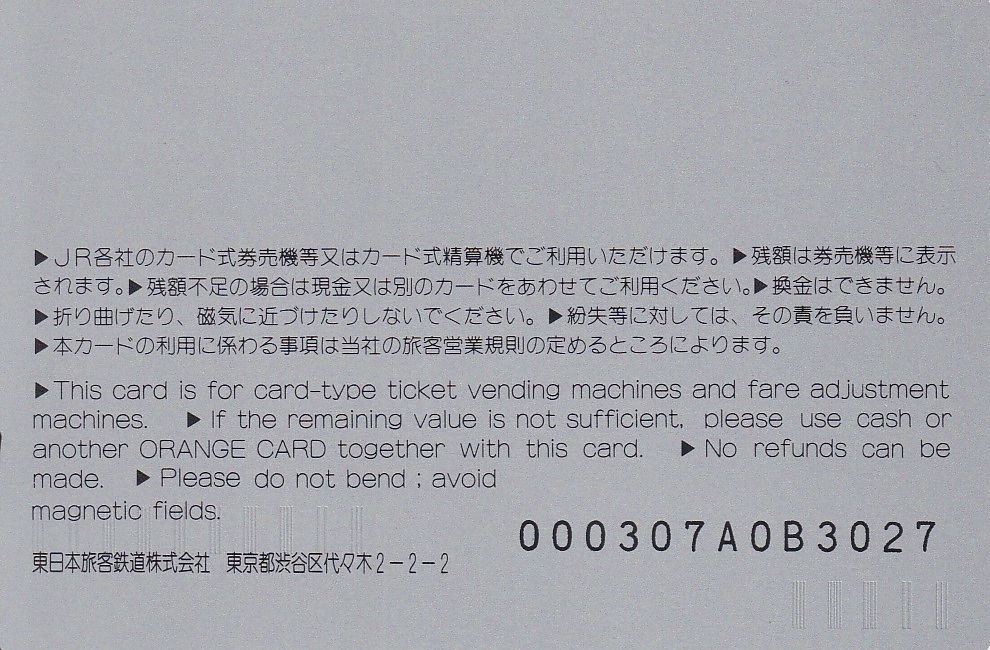 ▶JR各社のカード式券売機等又はカード式精算機でご利用いただけます。▶残額は券売機等に表示
されます。▶残額不足の場合は現金又は別のカードをあわせてご利用ください。▶換金はできません。
▶折り曲げたり、磁気に近づけたりしないでください。▶紛失等に対しては、その責を負いません。
▶本カードの利用に係わる事項は当社の旅客営業規則の定めるところによります。
▶This card is for card-type ticket vending machines and fare adjustment
machines. ▶If the remaining value is not sufficient, please use cash or
another ORANGE CARD together with this card. ▶No refunds can be
made. ▶Please do not bend ; avoid
magnetic fields.
000307A0B3027
東日本旅客鉄道株式会社 東京都渋谷区代々木2-2-2